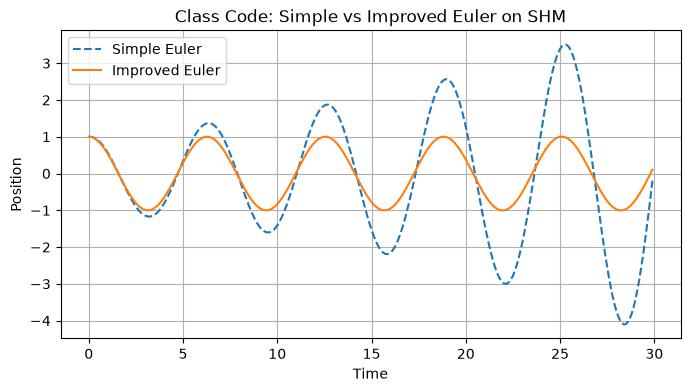 Class Code: Simple vs Improved Euler on SHM
Simple Euler
Improved Euler
3
2
1
0
−1
−2
−3
−4
Position
0 5 10 15 20 25 30
Time